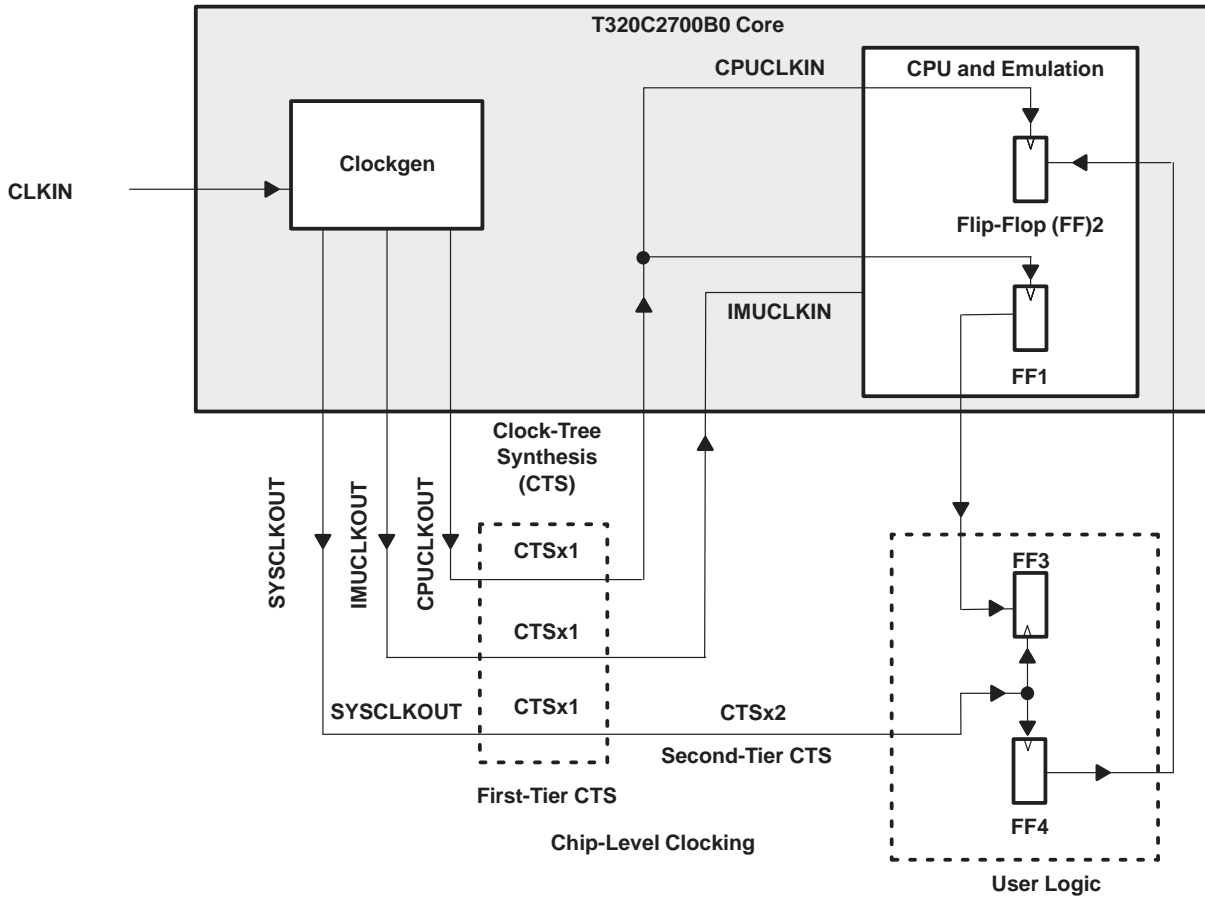 T320C2700B0 Core
CPUCLKIN
CPU and Emulation
Clockgen
CLKIN
Flip-Flop (FF)2
IMUCLKIN
FF1
Clock-Tree
Synthesis
(CTS)
SYSCLKOUT
IMUCLKOUT
CPUCLKOUT
CTSx1
FF3
CTSx1
SYSCLKOUT
CTSx1
CTSx2
Second-Tier CTS
First-Tier CTS
FF4
Chip-Level Clocking
User Logic